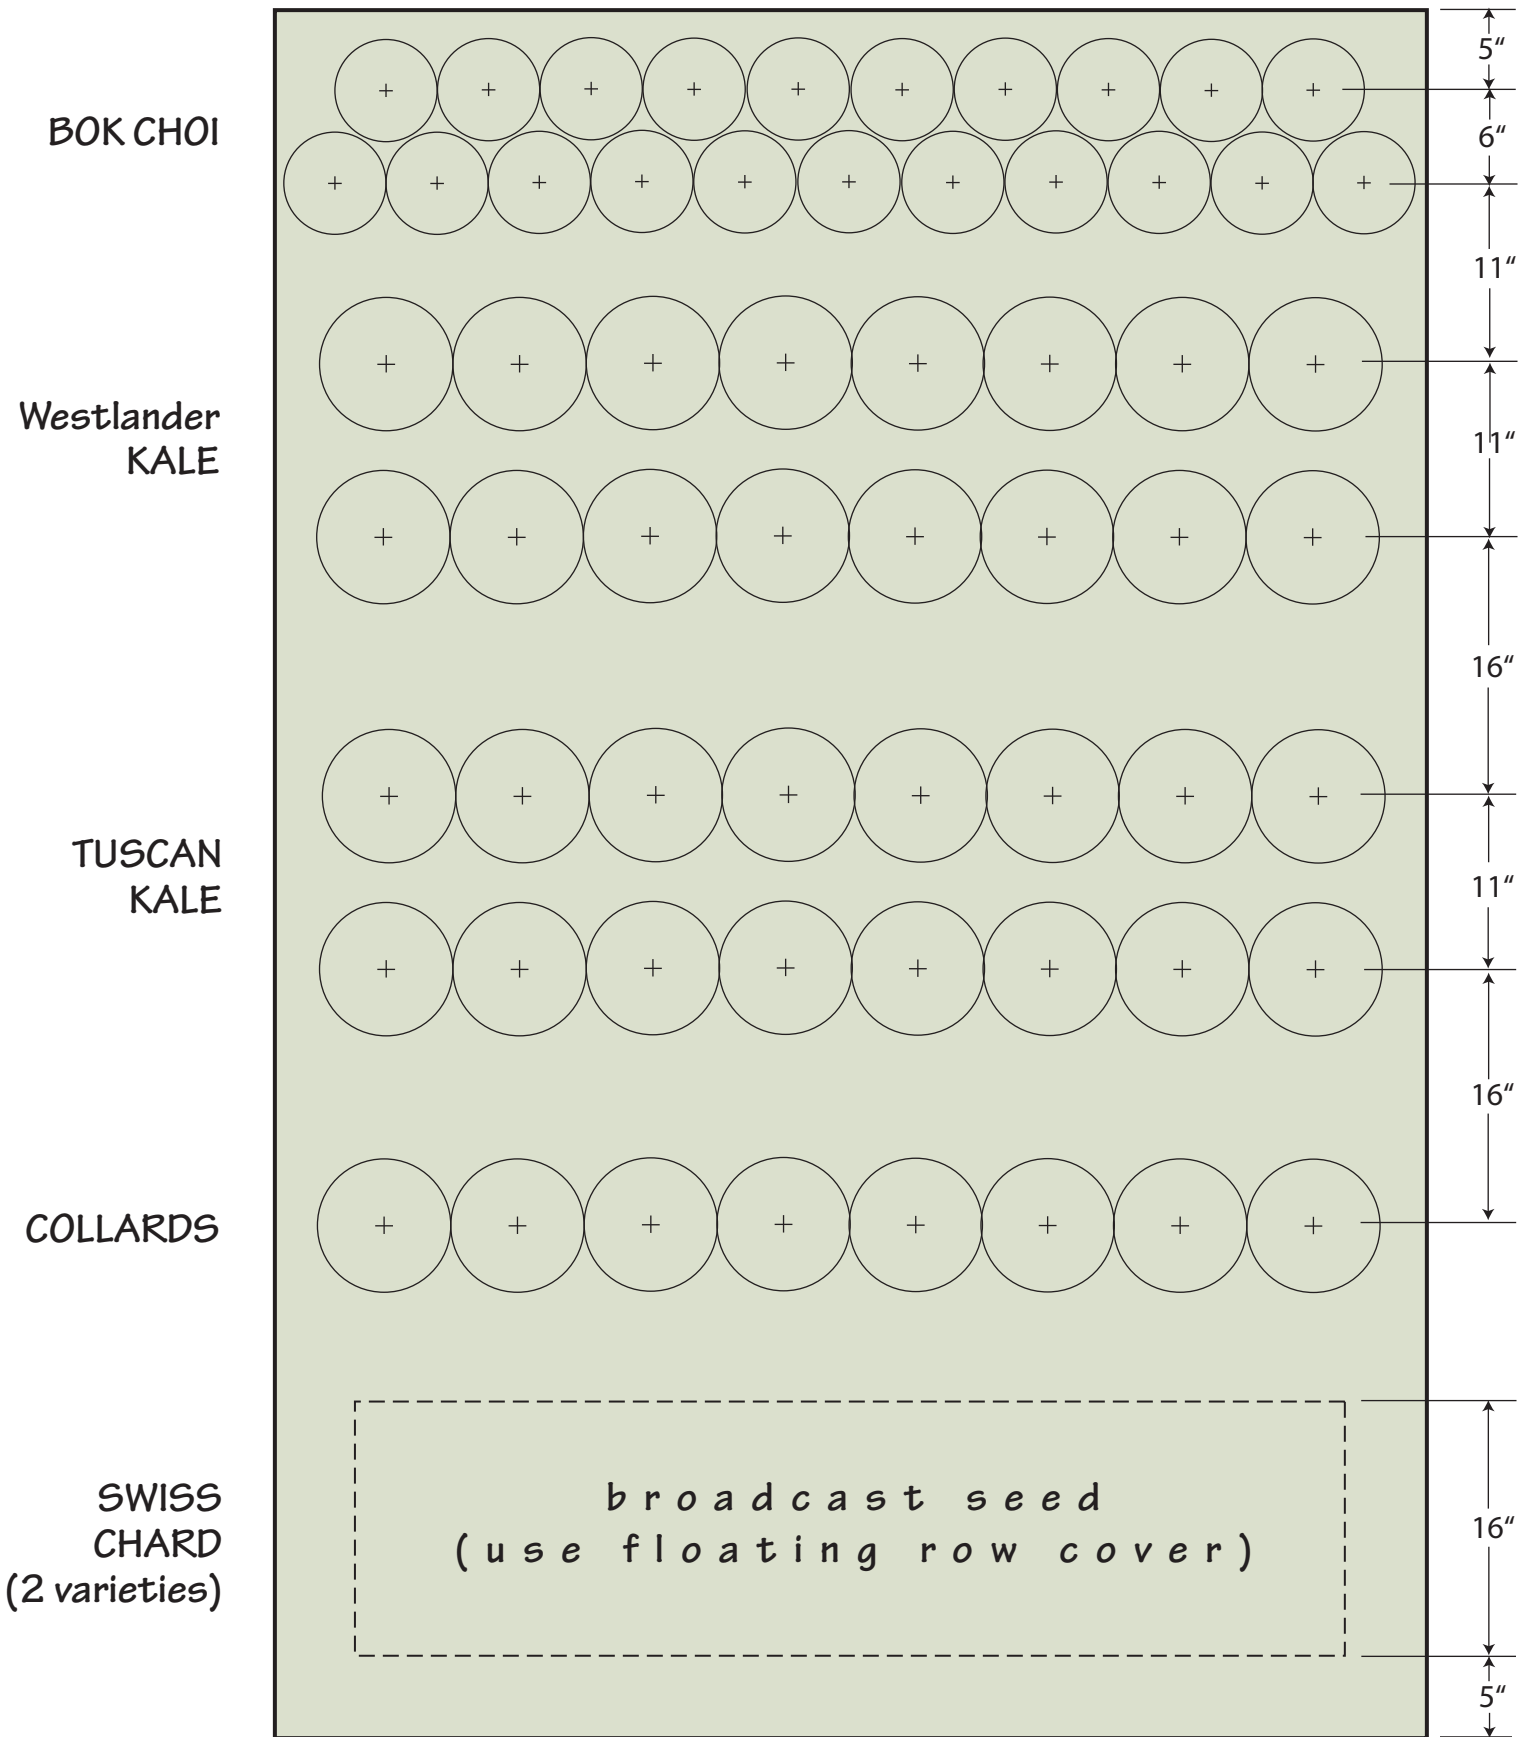 5“
BOK CHOI
6“
11“
Westlander
KALE
11“
16“
TUSCAN
KALE
11“
16“
COLLARDS
SWISS
CHARD
(2 varieties)
broadcast seed
(use floating row cover)
16“
5“